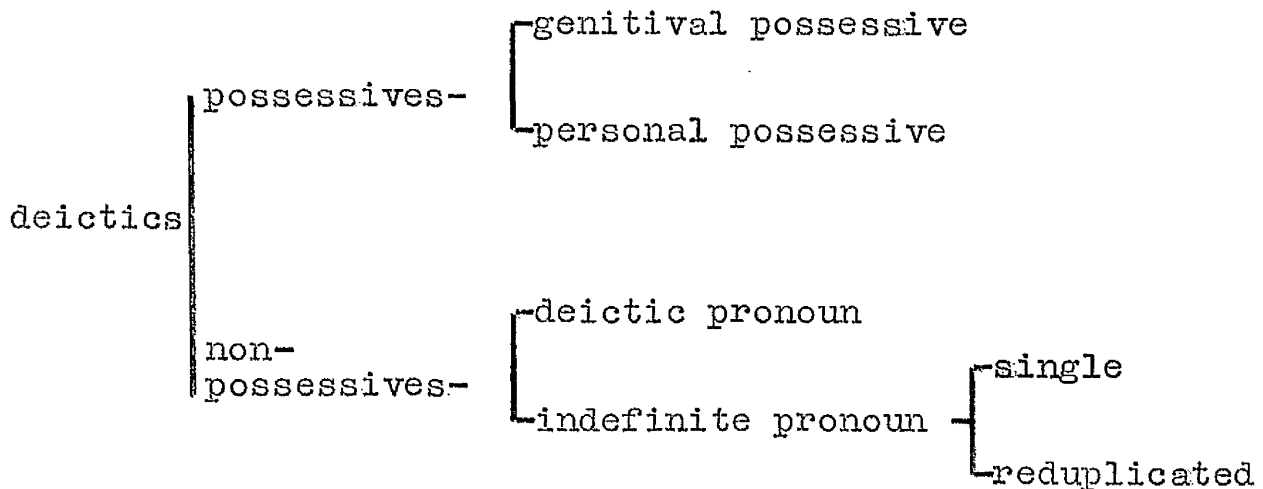 genitival possessive
possessives-
personal possessive
deictics
deictic pronoun
non-
possessives-
single
indefinite pronoun
reduplicated